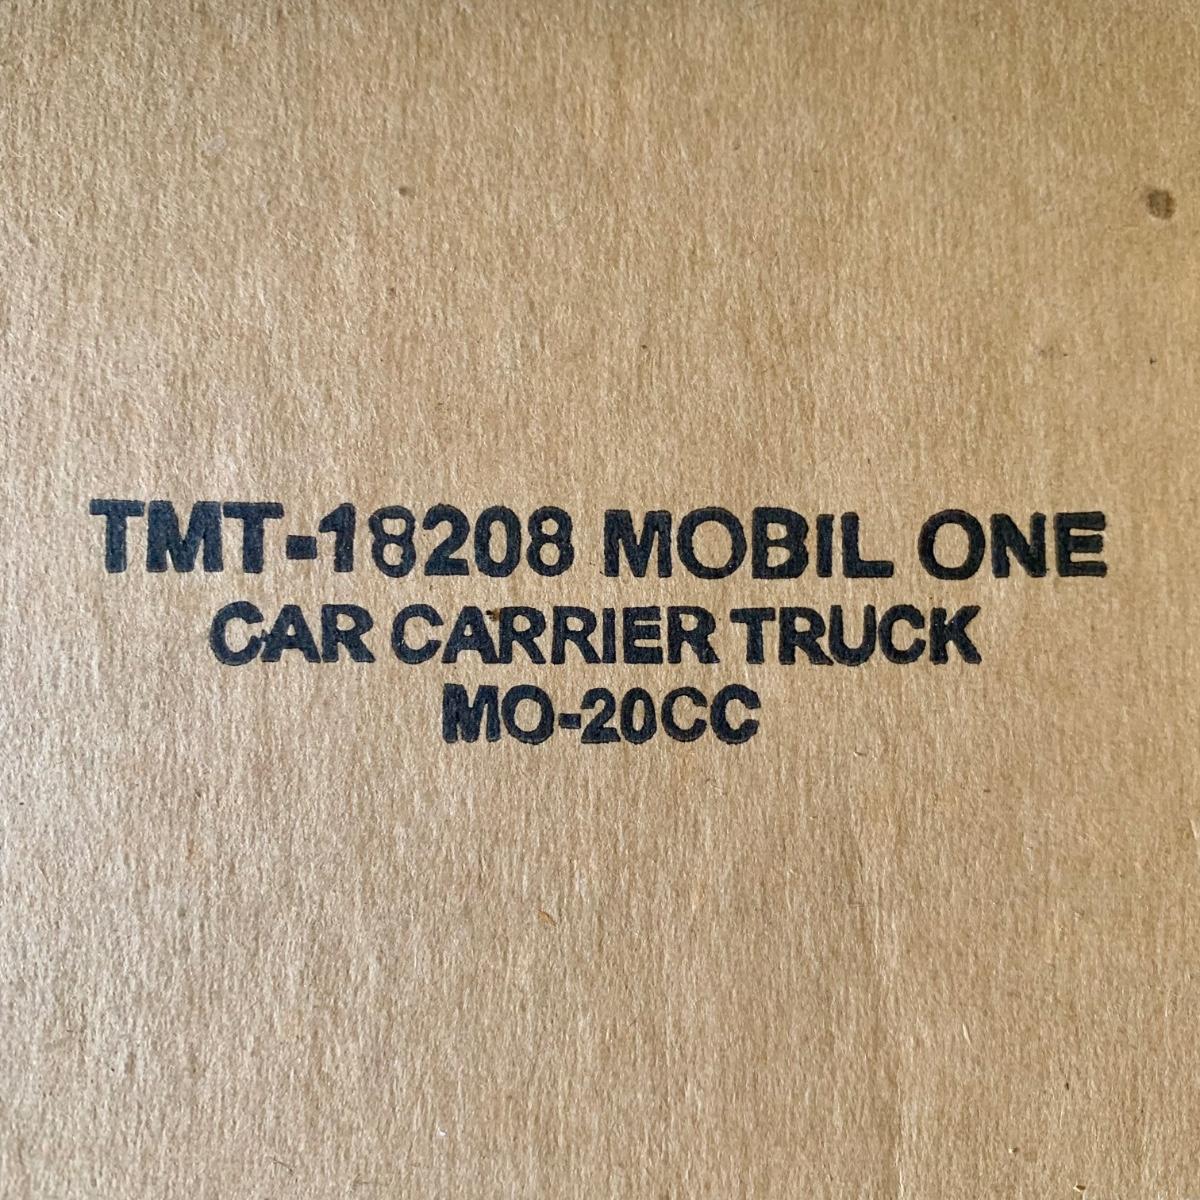 TMT-18208 MOBIL ONE
CAR CARRIER TRUCK
MO-20CC